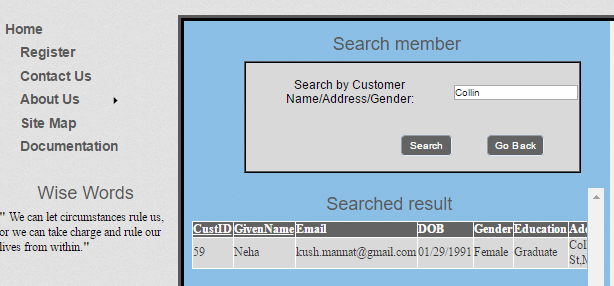 Home
Register
Contact Us
About Us
Site Map
Documentation
Wise Words
" We can let circumstances rule us,
or we can take charge and rule our
lives from within."
Search member
Search by Customer
Name/Address/Gender:
Collin
Search Go Back
Searched result
CustID GivenName Email DOB Gender Education
59 Neha kush.mannat@gmail.com 01/29/1991 Female Graduate